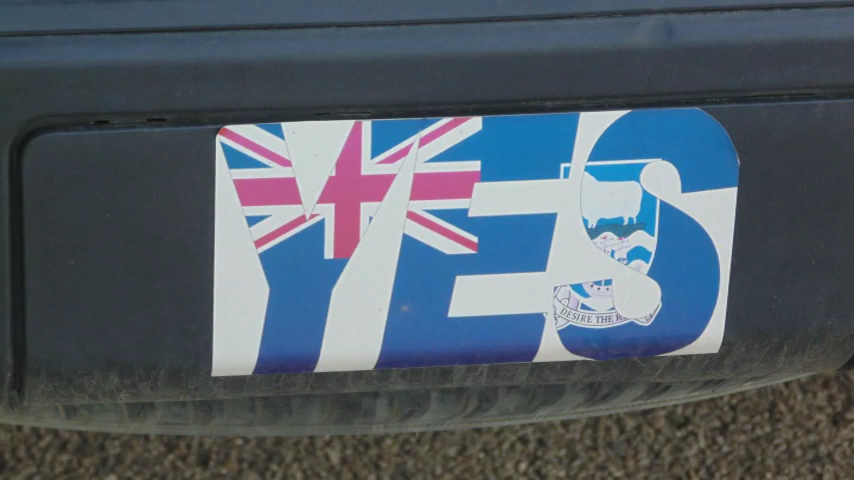 YES
DESIRE THE R